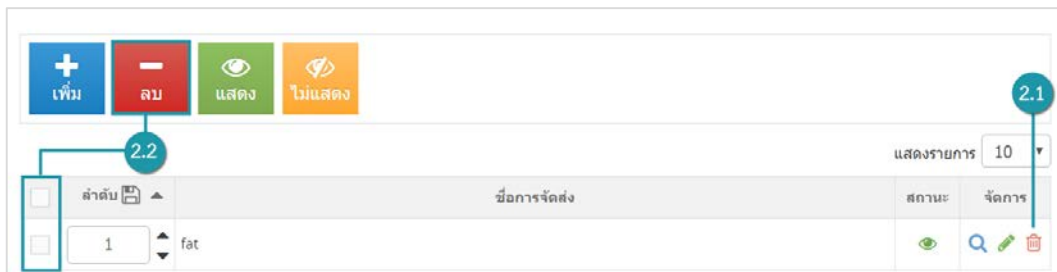 เพิ่ม ลบ แสดง ไม่แสดง
2.1
2.2
แสดงรายการ 10
ลำดับ ชื่อการจัดส่ง สถานะ จัดการ
1 fat